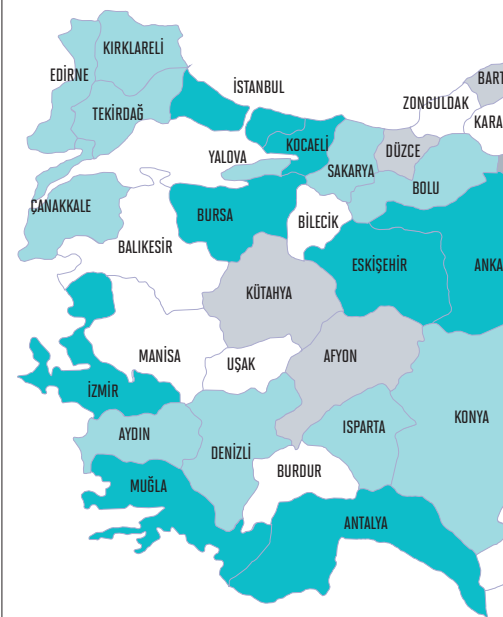 KIRKLARELİ
EDİRNE
İSTANBUL
BART
ZONGULDAK
TEKİRDAĞ
KARA
KOCAELİ
DÜZCE
YALOVA
SAKARYA
BOLU
ÇANAKKALE
BURSA
BİLECİK
BALIKESİR
ESKİŞEHİR
ANKA
KÜTAHYA
MANİSA
UŞAK
AFYON
İZMİR
KONYA
AYDIN
ISPARTA
DENİZLİ
BURDUR
MUĞLA
ANTALYA